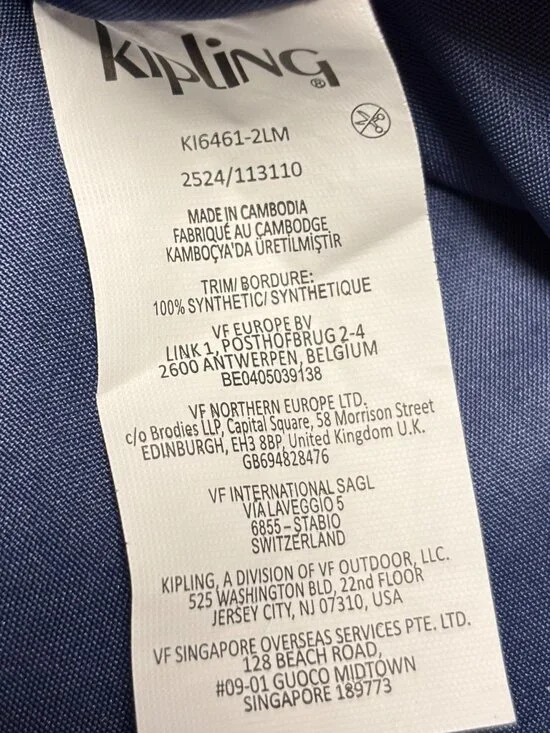 kipling®
KI6461-2LM
2524/113110
MADE IN CAMBODIA
FABRIQUÉ AU CAMBODGE
KAMBOÇYA'DA ÜRETİLMİŞTİR
TRIM/ BORDURE:
100% SYNTHETIC/ SYNTHETIQUE
VF EUROPE BV
LINK 1, POSTHOFBRUG 2-4
2600 ANTWERPEN, BELGIUM
BE0405039138
VF NORTHERN EUROPE LTD.
c/o Brodies LLP, Capital Square, 58 Morrison Street
EDINBURGH, EH3 8BP, United Kingdom U.K.
GB694828476
VF INTERNATIONAL SAGL
VIA LAVEGGIO 5
6855 – STABIO
SWITZERLAND
KIPLING, A DIVISION OF VF OUTDOOR, LLC.
525 WASHINGTON BLD, 22nd FLOOR
JERSEY CITY, NJ 07310, USA
VF SINGAPORE OVERSEAS SERVICES PTE. LTD.
128 BEACH ROAD,
#09-01 GUOCO MIDTOWN
SINGAPORE 189773